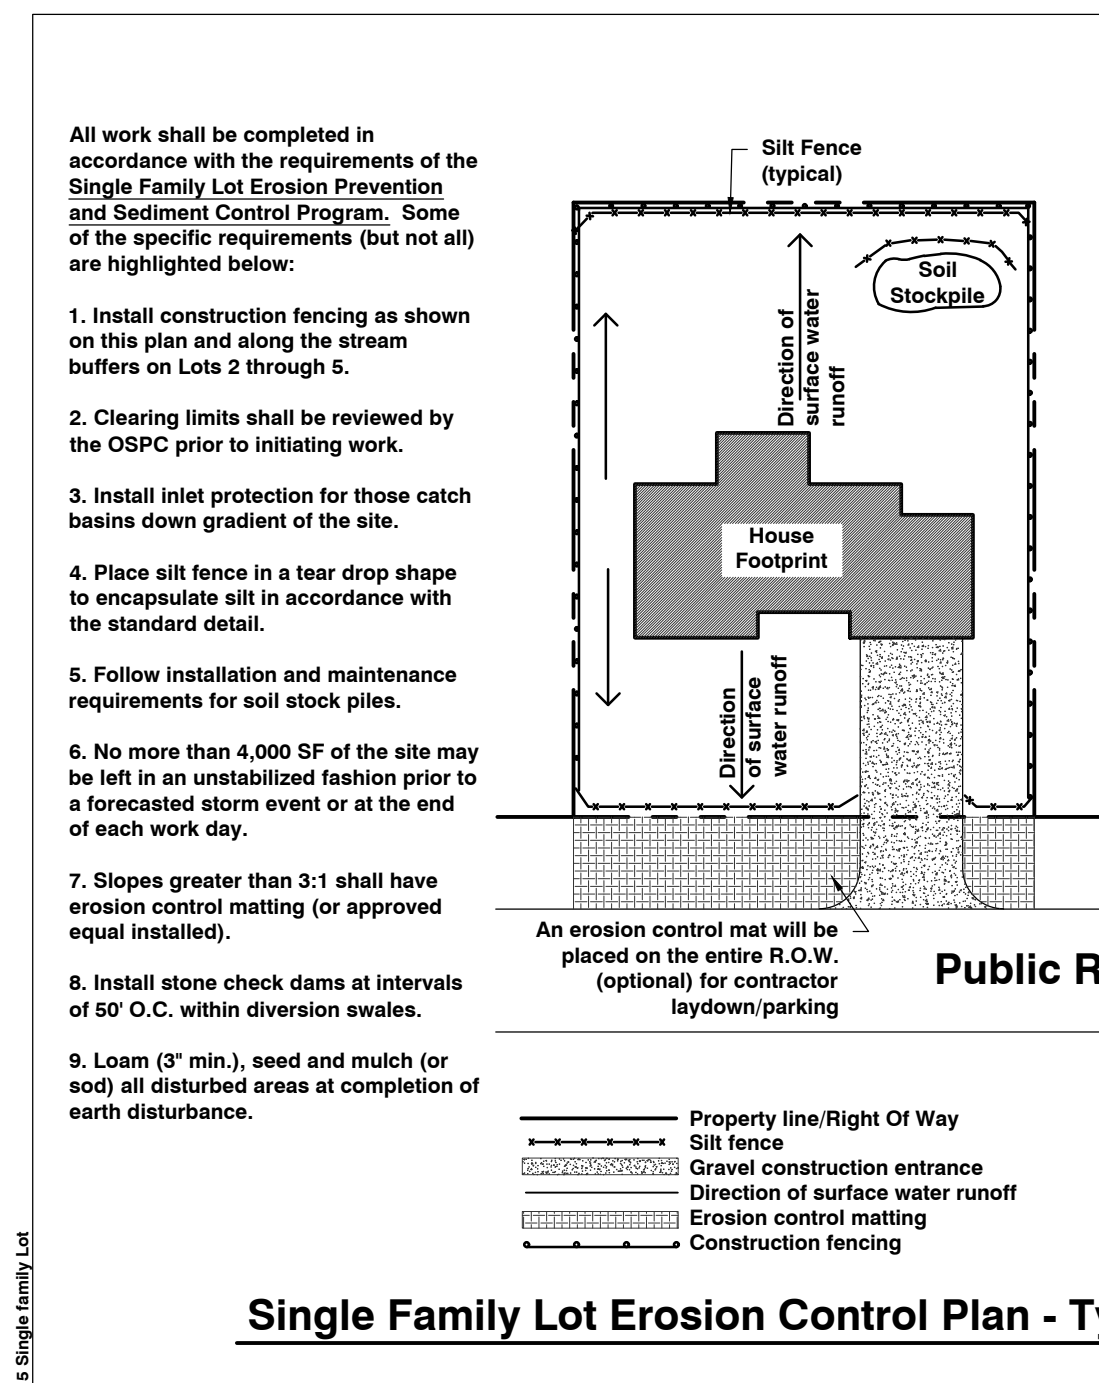 All work shall be completed in
accordance with the requirements of the
Single Family Lot Erosion Prevention
and Sediment Control Program. Some
of the specific requirements (but not all)
are highlighted below:
1. Install construction fencing as shown
on this plan and along the stream
buffers on Lots 2 through 5.
2. Clearing limits shall be reviewed by
the OSPC prior to initiating work.
3. Install inlet protection for those catch
basins down gradient of the site.
4. Place silt fence in a tear drop shape
to encapsulate silt in accordance with
the standard detail.
5. Follow installation and maintenance
requirements for soil stock piles.
6. No more than 4,000 SF of the site may
be left in an unstabilized fashion prior to
a forecasted storm event or at the end
of each work day.
7. Slopes greater than 3:1 shall have
erosion control matting (or approved
equal installed).
8. Install stone check dams at intervals
of 50' O.C. within diversion swales.
9. Loam (3" min.), seed and mulch (or
sod) all disturbed areas at completion of
earth disturbance.
Silt Fence
(typical)
Soil
Stockpile
Direction of
surface water
runoff
House
Footprint
Direction
of surface
water runoff
An erosion control mat will be
placed on the entire R.O.W.
(optional) for contractor
laydown/parking
Public R
Property line/Right Of Way
Silt fence
Gravel construction entrance
Direction of surface water runoff
Erosion control matting
Construction fencing
Single Family Lot Erosion Control Plan - Ty
5 Single family Lot